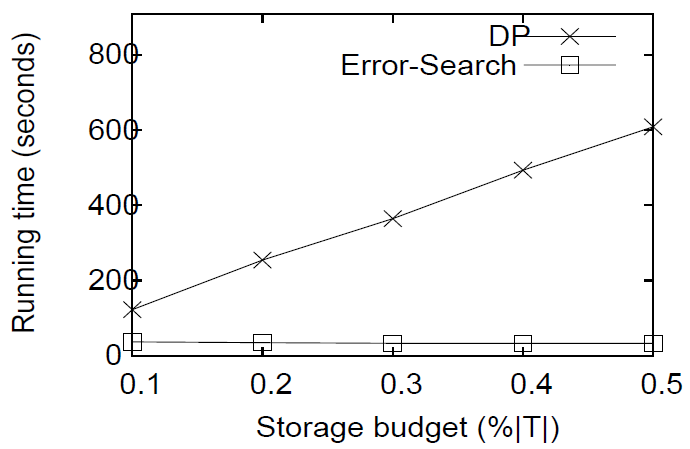 Running time (seconds)
800
600
400
200
0
DP
Error-Search
0.1 0.2 0.3 0.4 0.5
Storage budget (%|T|)